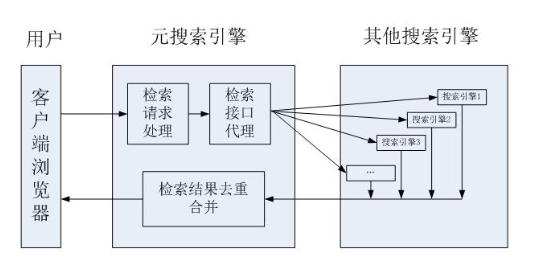 用户
元搜索引擎
其他搜索引擎
客
户
端
浏
览
器
检索
请求
处理
检索
接口
代理
搜索引擎1
搜索引擎2
搜索引擎3
...
检索结果去重
合并